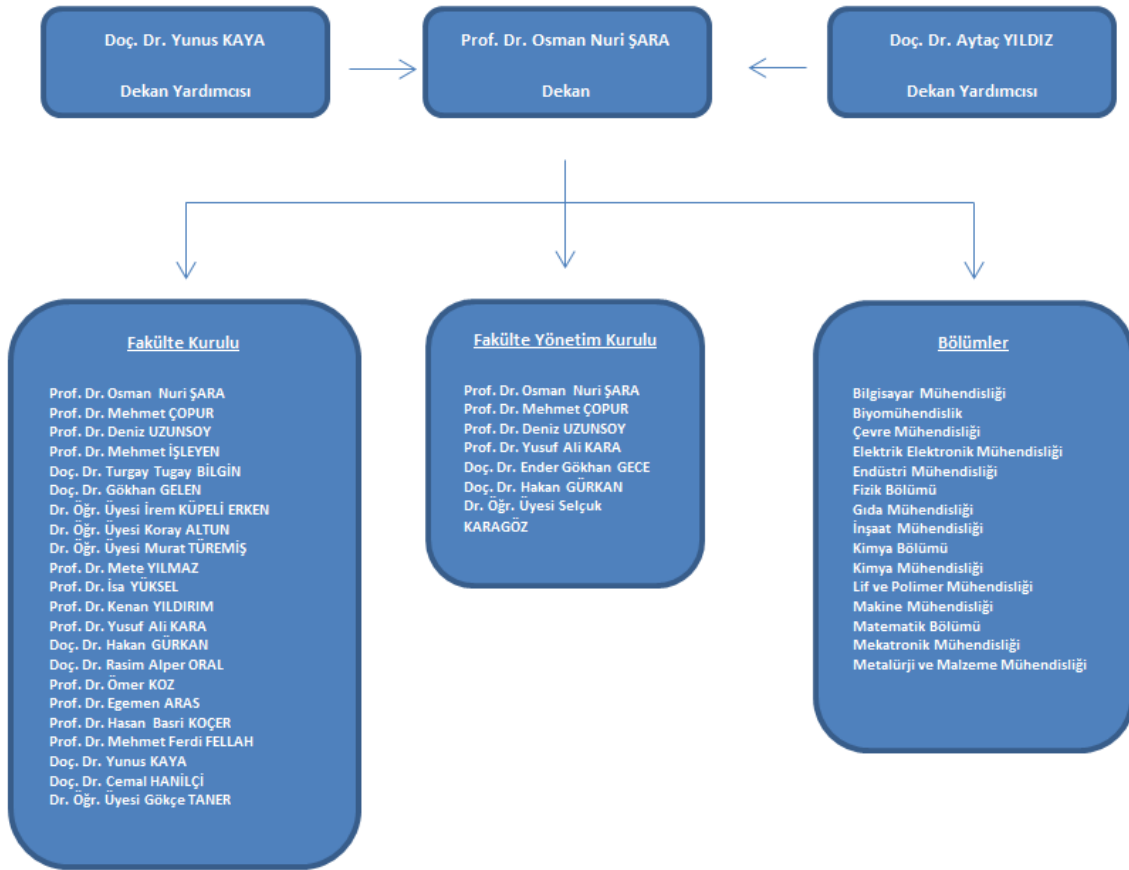 Doç. Dr. Yunus KAYA
Dekan Yardımcısı
Prof. Dr. Osman Nuri ŞARA
Dekan
Doç. Dr. Aytaç YILDIZ
Dekan Yardımcısı
Fakülte Kurulu
Prof. Dr. Osman Nuri ŞARA
Prof. Dr. Mehmet ÇOPUR
Prof. Dr. Deniz UZUNSOY
Prof. Dr. Mehmet İŞLEYEN
Doç. Dr. Turgay Tugay BİLGİN
Doç. Dr. Gökhan GELEN
Dr. Öğr. Üyesi İrem KÜPELİ ERKEN
Dr. Öğr. Üyesi Koray ALTUN
Dr. Öğr. Üyesi Murat TÜREMİŞ
Prof. Dr. Mete YILMAZ
Prof. Dr. İsa YÜKSEL
Prof. Dr. Kenan YILDIRIM
Prof. Dr. Yusuf Ali KARA
Doç. Dr. Hakan GÜRKAN
Doç. Dr. Rasim Alper ORAL
Prof. Dr. Ömer KOZ
Prof. Dr. Egemen ARAS
Prof. Dr. Hasan Basri KOÇER
Prof. Dr. Mehmet Ferdi FELLAH
Doç. Dr. Yunus KAYA
Doç. Dr. Cemal HANİLÇİ
Dr. Öğr. Üyesi Gökçe TANER
Fakülte Yönetim Kurulu
Prof. Dr. Osman Nuri ŞARA
Prof. Dr. Mehmet ÇOPUR
Prof. Dr. Deniz UZUNSOY
Prof. Dr. Yusuf Ali KARA
Doç. Dr. Ender Gökhan GECE
Doç. Dr. Hakan GÜRKAN
Dr. Öğr. Üyesi Selçuk
KARAGÖZ
Bölümler
Bilgisayar Mühendisliği
Biyomühendislik
Çevre Mühendisliği
Elektrik Elektronik Mühendisliği
Endüstri Mühendisliği
Fizik Bölümü
Gıda Mühendisliği
İnşaat Mühendisliği
Kimya Bölümü
Kimya Mühendisliği
Lif ve Polimer Mühendisliği
Makine Mühendisliği
Matematik Bölümü
Mekatronik Mühendisliği
Metalürji ve Malzeme Mühendisliği